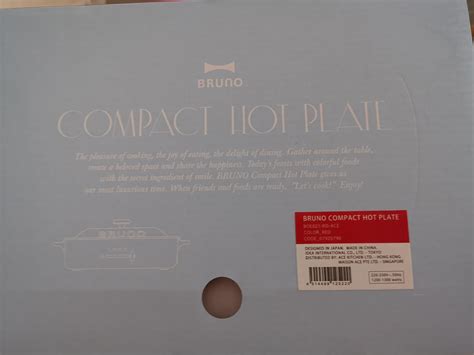 BRUNO
COMPACT HOT PLATE
The pleasure of cooking, the joy of eating, the delight of dining. Gather around the table,
create a beloved space and share the happiness. Today's feasts with colorful foods
with the secret ingredient of smile. BRUNO Compact Hot Plate gives us
our most luxurious time. When friends and foods are ready, "Let's cook!" Enjoy!
BRUNO
BRUNO COMPACT HOT PLATE
COLOR_RED
DESIGNED IN JAPAN. MADE IN CHINA.
IDEA INTERNATIONAL CO., LTD. - TOKYO
DISTRIBUTED BY: ACE KITCHEN LTD. - HONG KONG
MAISON ACE PTE LTD. - SINGAPORE